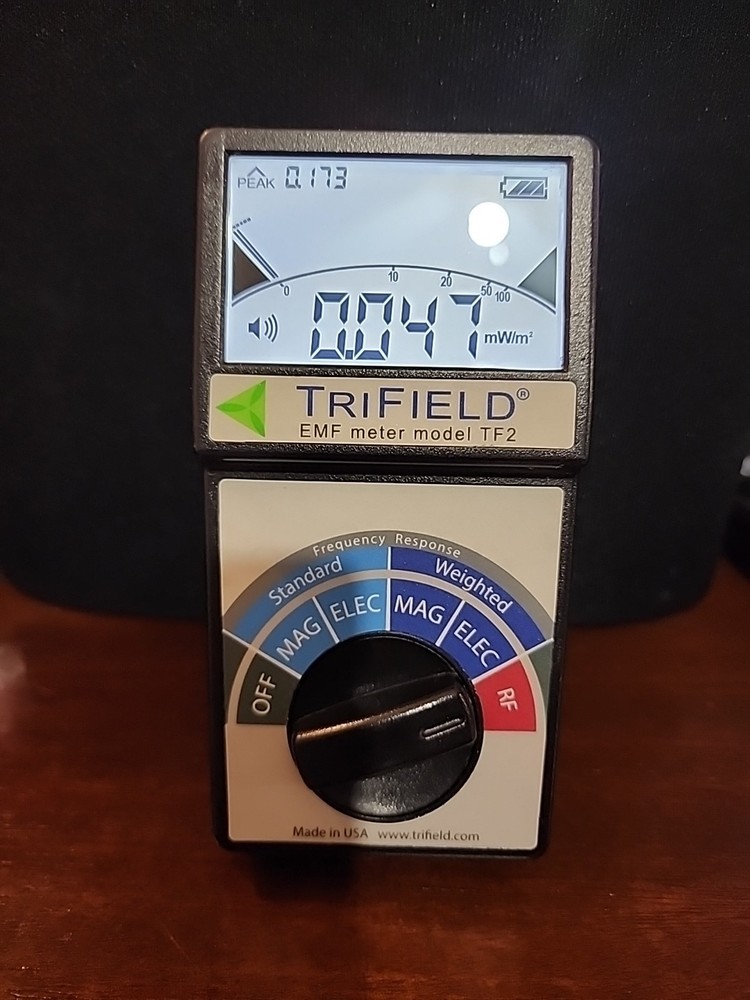 PEAK 0.173
0 10 20 50 100
0.047 mW/m²
TRIFIELD®
EMF meter model TF2
Frequency Response
Standard Weighted
OFF MAG ELEC MAG ELEC RF
Made in USA www.trifield.com